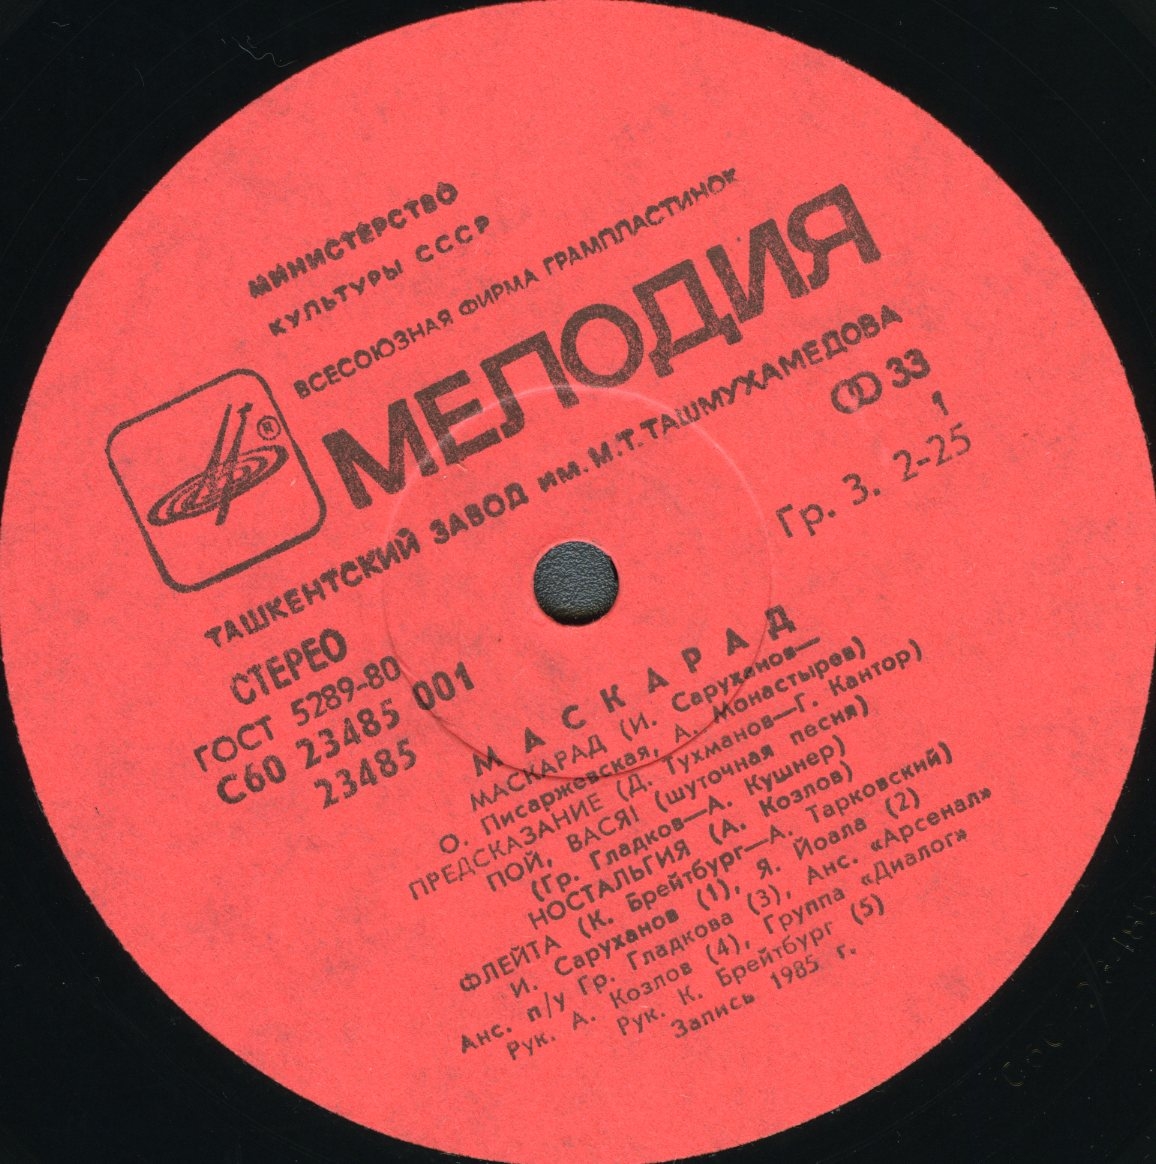 МИНИСТЕРСТВО
КУЛЬТУРЫ СССР
ВСЕСОЮЗНАЯ ФИРМА ГРАМПЛАСТИНОК
МЕЛОДИЯ
®
ТАШКЕНТСКИЙ ЗАВОД им. М. Т. ТАШМУХАМЕДОВА
СТЕРЕО
ГОСТ 5289–80
С60 23485 001
23485
33
1
Гр. 3. 2–25
МАСКАРАД
МАСКАРАД (И. Саруханов—
О. Писаржевская, А. Монастырев)
ПРЕДСКАЗАНИЕ (Д. Тухманов—Г. Кантор)
ПОЙ, ВАСЯ! (шуточная песня)
(Гр. Гладков—А. Кушнер)
НОСТАЛЬГИЯ (А. Козлов)
ФЛЕЙТА (К. Брейтбург—А. Тарковский)
И. Саруханов (1), Я. Йоала (2)
Анс. п/у Гр. Гладкова (3), Анс. «Арсенал»
Рук. А. Козлов (4), Группа «Диалог»
Рук. К. Брейтбург (5)
Запись 1985 г.